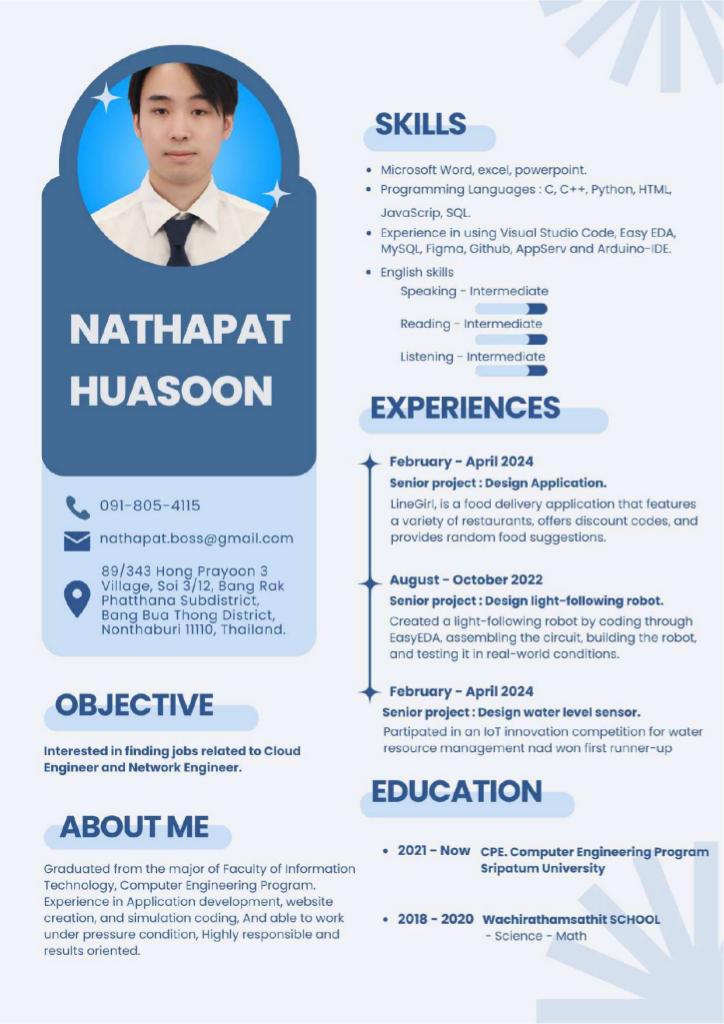 NATHAPAT
HUASOON
091-805-4115
nathapat.boss@gmail.com
89/343 Hong Prayoon 3
Village, Soi 3/12, Bang Rak
Phatthana Subdistrict,
Bang Bua Thong District,
Nonthaburi 11110, Thailand.
OBJECTIVE
Interested in finding jobs related to Cloud
Engineer and Network Engineer.
ABOUT ME
Graduated from the major of Faculty of Information
Technology, Computer Engineering Program.
Experience in Application development, website
creation, and simulation coding, And able to work
under pressure condition, Highly responsible and
results oriented.
SKILLS
• Microsoft Word, excel, powerpoint.
• Programming Languages : C, C++, Python, HTML,
JavaScrip, SQL.
• Experience in using Visual Studio Code, Easy EDA,
MySQL, Figma, Github, AppServ and Arduino-IDE.
• English skills
Speaking - Intermediate
Reading - Intermediate
Listening - Intermediate
EXPERIENCES
February - April 2024
Senior project : Design Application.
LineGirl, is a food delivery application that features
a variety of restaurants, offers discount codes, and
provides random food suggestions.
August - October 2022
Senior project : Design light-following robot.
Created a light-following robot by coding through
EasyEDA, assembling the circuit, building the robot,
and testing it in real-world conditions.
February - April 2024
Senior project : Design water level sensor.
Partipated in an IoT innovation competition for water
resource management nad won first runner-up
EDUCATION
• 2021 - Now CPE. Computer Engineering Program
Sripatum University
• 2018 - 2020 Wachirathamsathit SCHOOL
- Science - Math